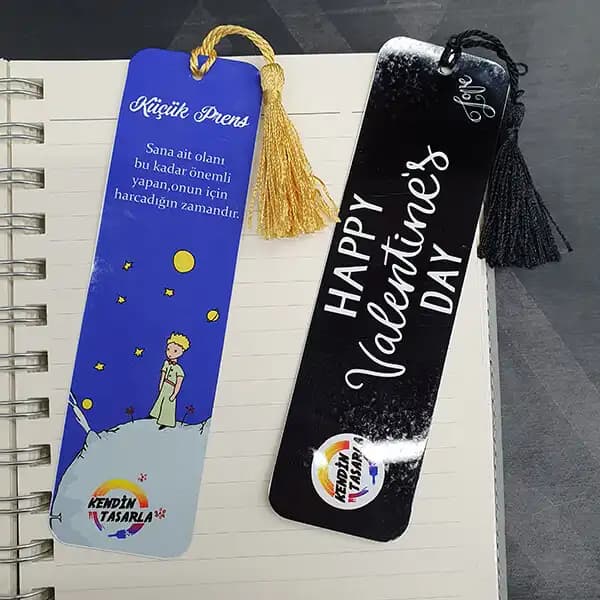 Küçük Prens
Sana ait olanı
bu kadar önemli
yapan,onun için
harcadığın zamandır.
KENDİN
TASARLA
Love
HAPPY
Valentine's
DAY
KENDİN
TASARLA